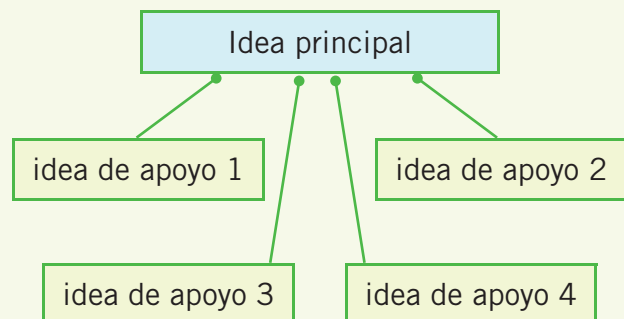 Idea principal
idea de apoyo 1
idea de apoyo 2
idea de apoyo 3
idea de apoyo 4